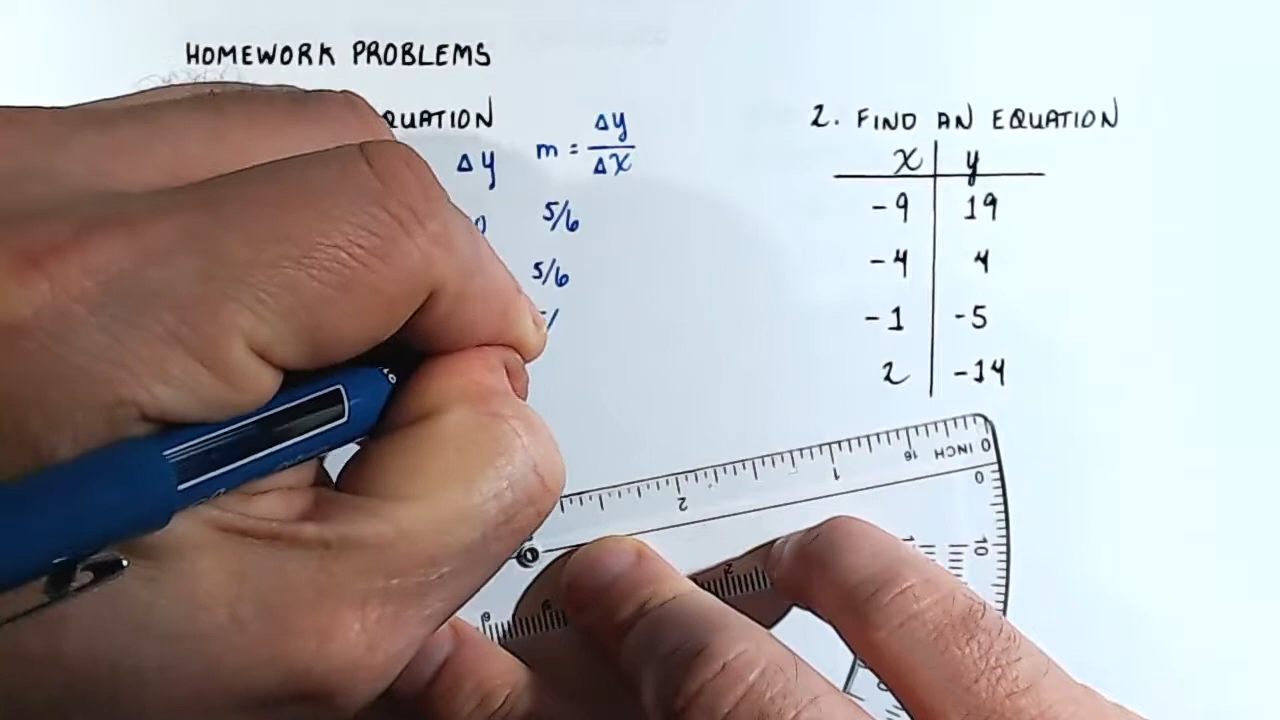 HOMEWORK PROBLEMS
Δy m = Δy/Δx
5/6
5/6
5/
2. FIND AN EQUATION
x y
-9 19
-4 4
-1 -5
2 -14
0 INCH 16 1 2
0
10